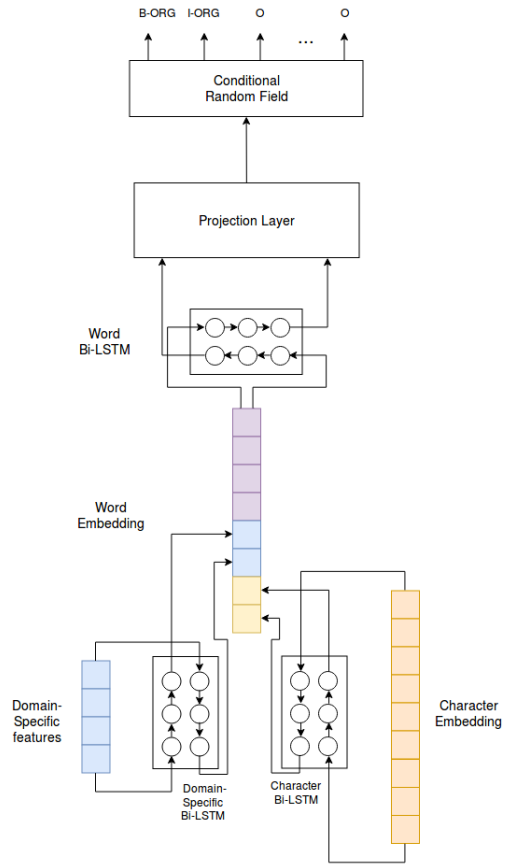 B-ORG I-ORG O ... O
Conditional
Random Field
Projection Layer
Word
Bi-LSTM
Word
Embedding
Domain-
Specific
features
Domain-
Specific
Bi-LSTM
Character
Bi-LSTM
Character
Embedding